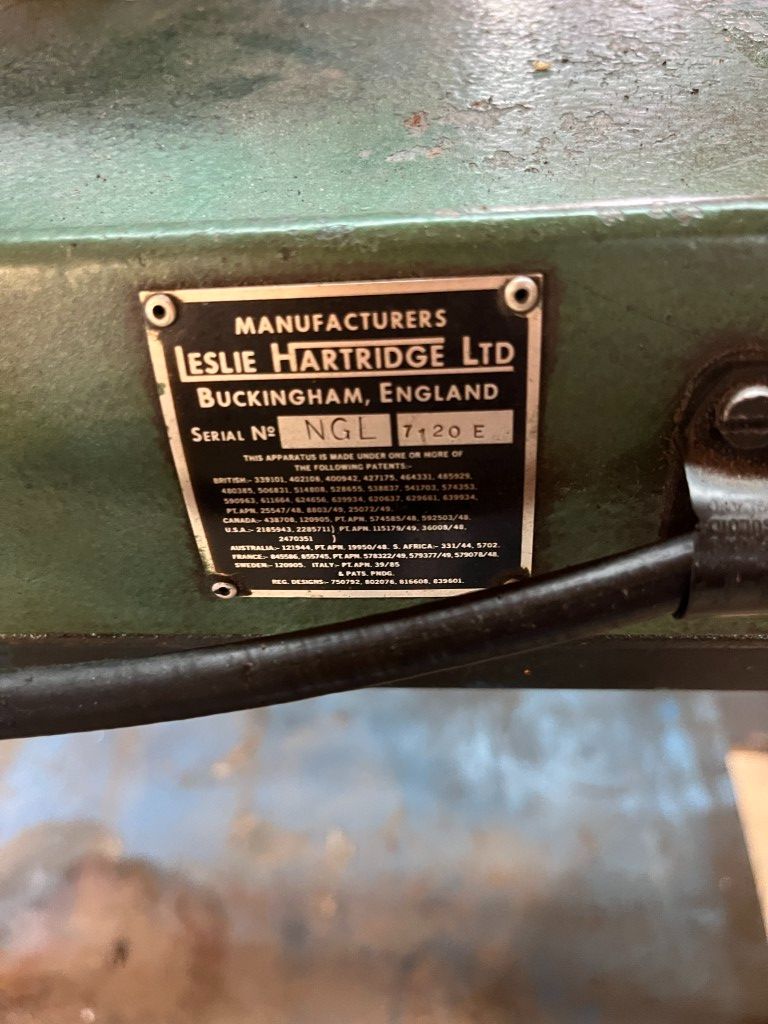 MANUFACTURERS
LESLIE HARTRIDGE LTD
BUCKINGHAM, ENGLAND
SERIAL Nº NGL 7120 E
THIS APPARATUS IS MADE UNDER ONE OR MORE OF
THE FOLLOWING PATENTS:-
BRITISH:- 339101, 402108, 400942, 427175, 464331, 485929,
480385, 506831, 514808, 528655, 538837, 541703, 574353,
590963, 611664, 624656, 639934, 620637, 629681, 639934,
PT.APN. 25547/48, 8803/49, 25072/49.
CANADA:- 438708, 120905, PT.APN. 574585/48, 592503/48.
U.S.A.:- 2185943, 2285711} PT.APN. 115179/49, 36008/48,
2470351 }
AUSTRALIA:- 121944, PT.APN. 19950/48. S. AFRICA:- 331/44, 5702.
FRANCE:- 845586, 855745, PT.APN. 578322/49, 579377/49, 579078/48.
SWEDEN:- 120905. ITALY:- PT.APN. 39/85
& PATS. PNDG.
REG. DESIGNS:- 750792, 802076, 816608, 839601.